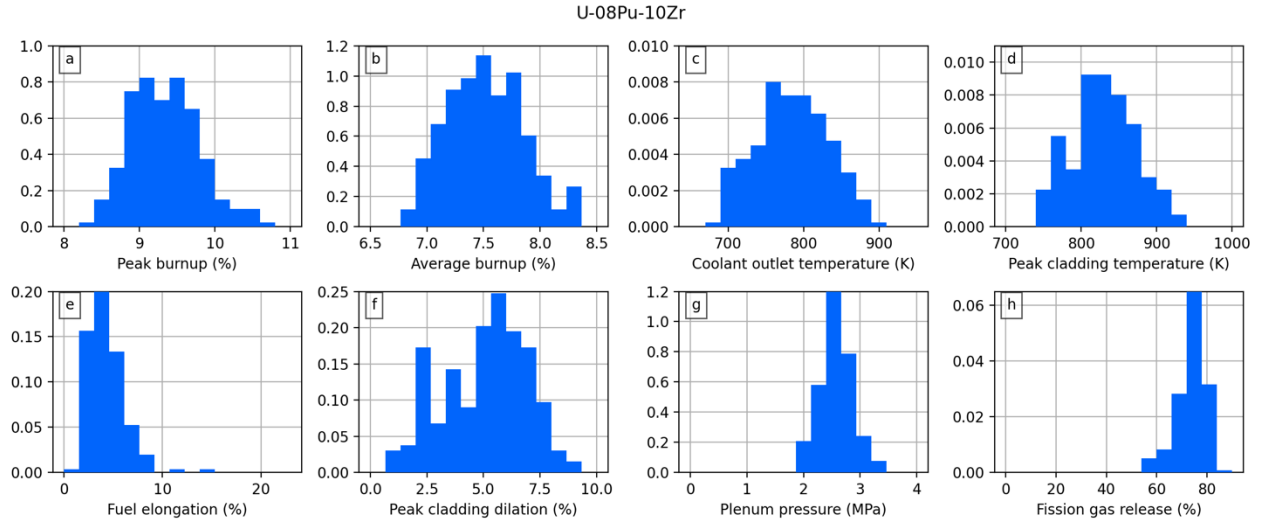 U-08Pu-10Zr
a
1.0
0.8
0.6
0.4
0.2
0.0
8 9 10 11
Peak burnup (%)
b
1.2
1.0
0.8
0.6
0.4
0.2
0.0
6.5 7.0 7.5 8.0 8.5
Average burnup (%)
c
0.010
0.008
0.006
0.004
0.002
0.000
700 800 900
Coolant outlet temperature (K)
d
0.010
0.008
0.006
0.004
0.002
0.000
700 800 900 1000
Peak cladding temperature (K)
e
0.20
0.15
0.10
0.05
0.00
0 10 20
Fuel elongation (%)
f
0.25
0.20
0.15
0.10
0.05
0.00
0.0 2.5 5.0 7.5 10.0
Peak cladding dilation (%)
g
1.2
1.0
0.8
0.6
0.4
0.2
0.0
0 1 2 3 4
Plenum pressure (MPa)
h
0.06
0.04
0.02
0.00
0 20 40 60 80
Fission gas release (%)